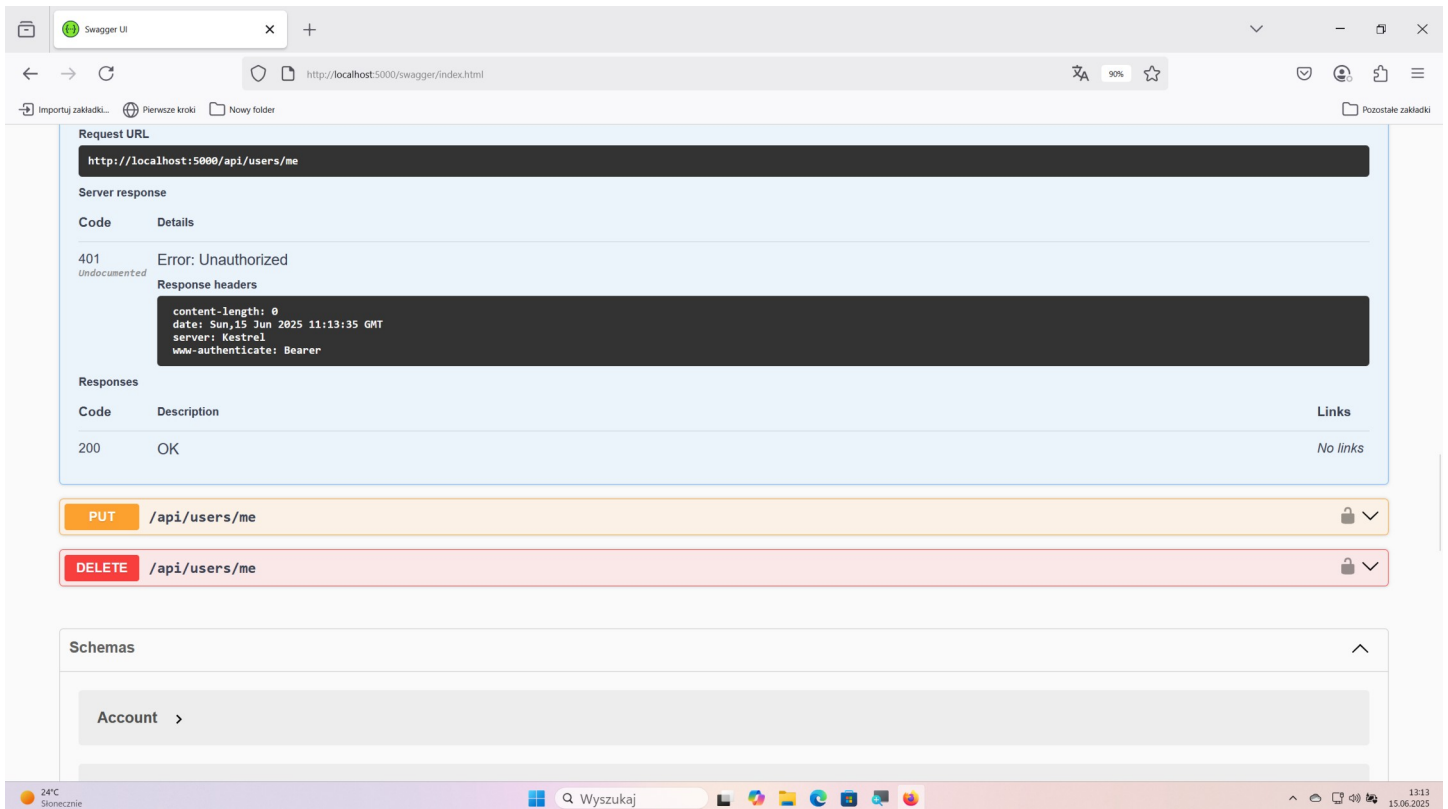 Swagger UI
http://localhost:5000/swagger/index.html
90%
Importuj zakładki...
Pierwsze kroki
Nowy folder
Pozostałe zakładki
Request URL
http://localhost:5000/api/users/me
Server response
Code Details
401 Error: Unauthorized
Undocumented
Response headers
content-length: 0
date: Sun,15 Jun 2025 11:13:35 GMT
server: Kestrel
www-authenticate: Bearer
Responses
Code Description Links
200 OK No links
PUT /api/users/me
DELETE /api/users/me
Schemas
Account
24°C
Słonecznie
Wyszukaj
13:13
15.06.2025